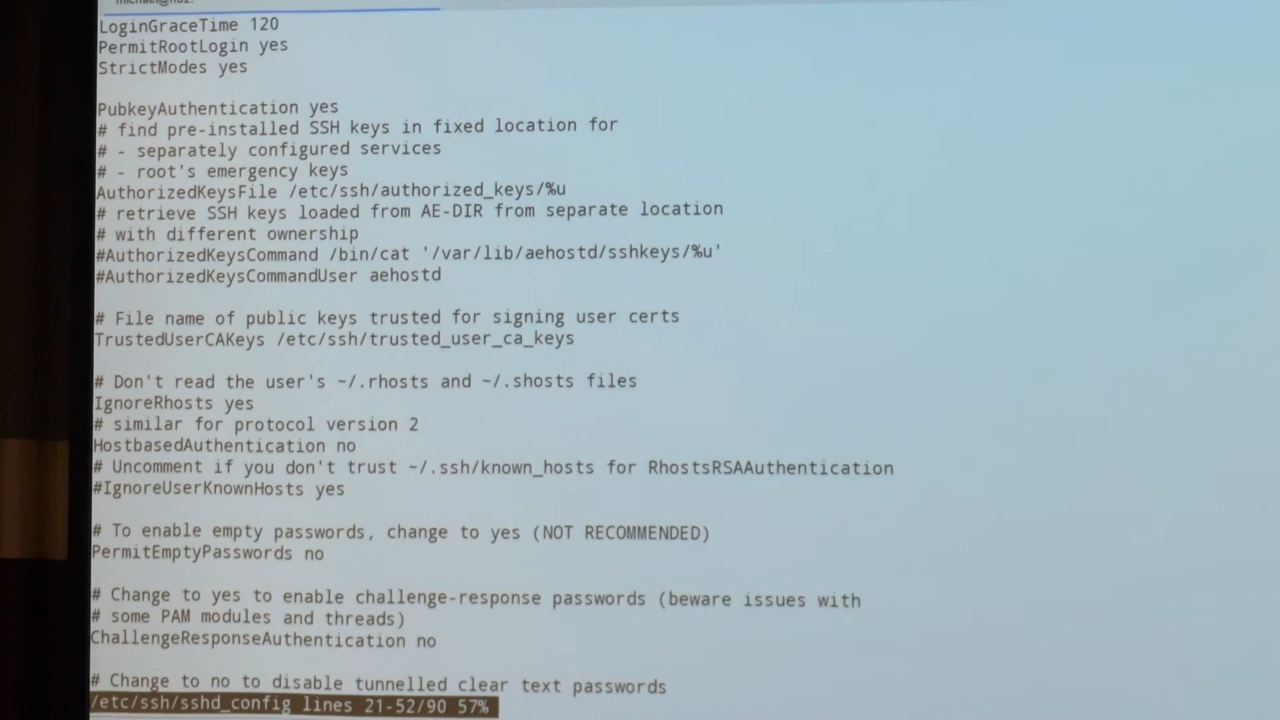 LoginGraceTime 120
PermitRootLogin yes
StrictModes yes
PubkeyAuthentication yes
# find pre-installed SSH keys in fixed location for
# - separately configured services
# - root's emergency keys
AuthorizedKeysFile /etc/ssh/authorized_keys/%u
# retrieve SSH keys loaded from AE-DIR from separate location
# with different ownership
#AuthorizedKeysCommand /bin/cat '/var/lib/aehostd/sshkeys/%u'
#AuthorizedKeysCommandUser aehostd
# File name of public keys trusted for signing user certs
TrustedUserCAKeys /etc/ssh/trusted_user_ca_keys
# Don't read the user's ~/.rhosts and ~/.shosts files
IgnoreRhosts yes
# similar for protocol version 2
HostbasedAuthentication no
# Uncomment if you don't trust ~/.ssh/known_hosts for RhostsRSAAuthentication
#IgnoreUserKnownHosts yes
# To enable empty passwords, change to yes (NOT RECOMMENDED)
PermitEmptyPasswords no
# Change to yes to enable challenge-response passwords (beware issues with
# some PAM modules and threads)
ChallengeResponseAuthentication no
# Change to no to disable tunnelled clear text passwords
/etc/ssh/sshd_config lines 21-52/90 57%